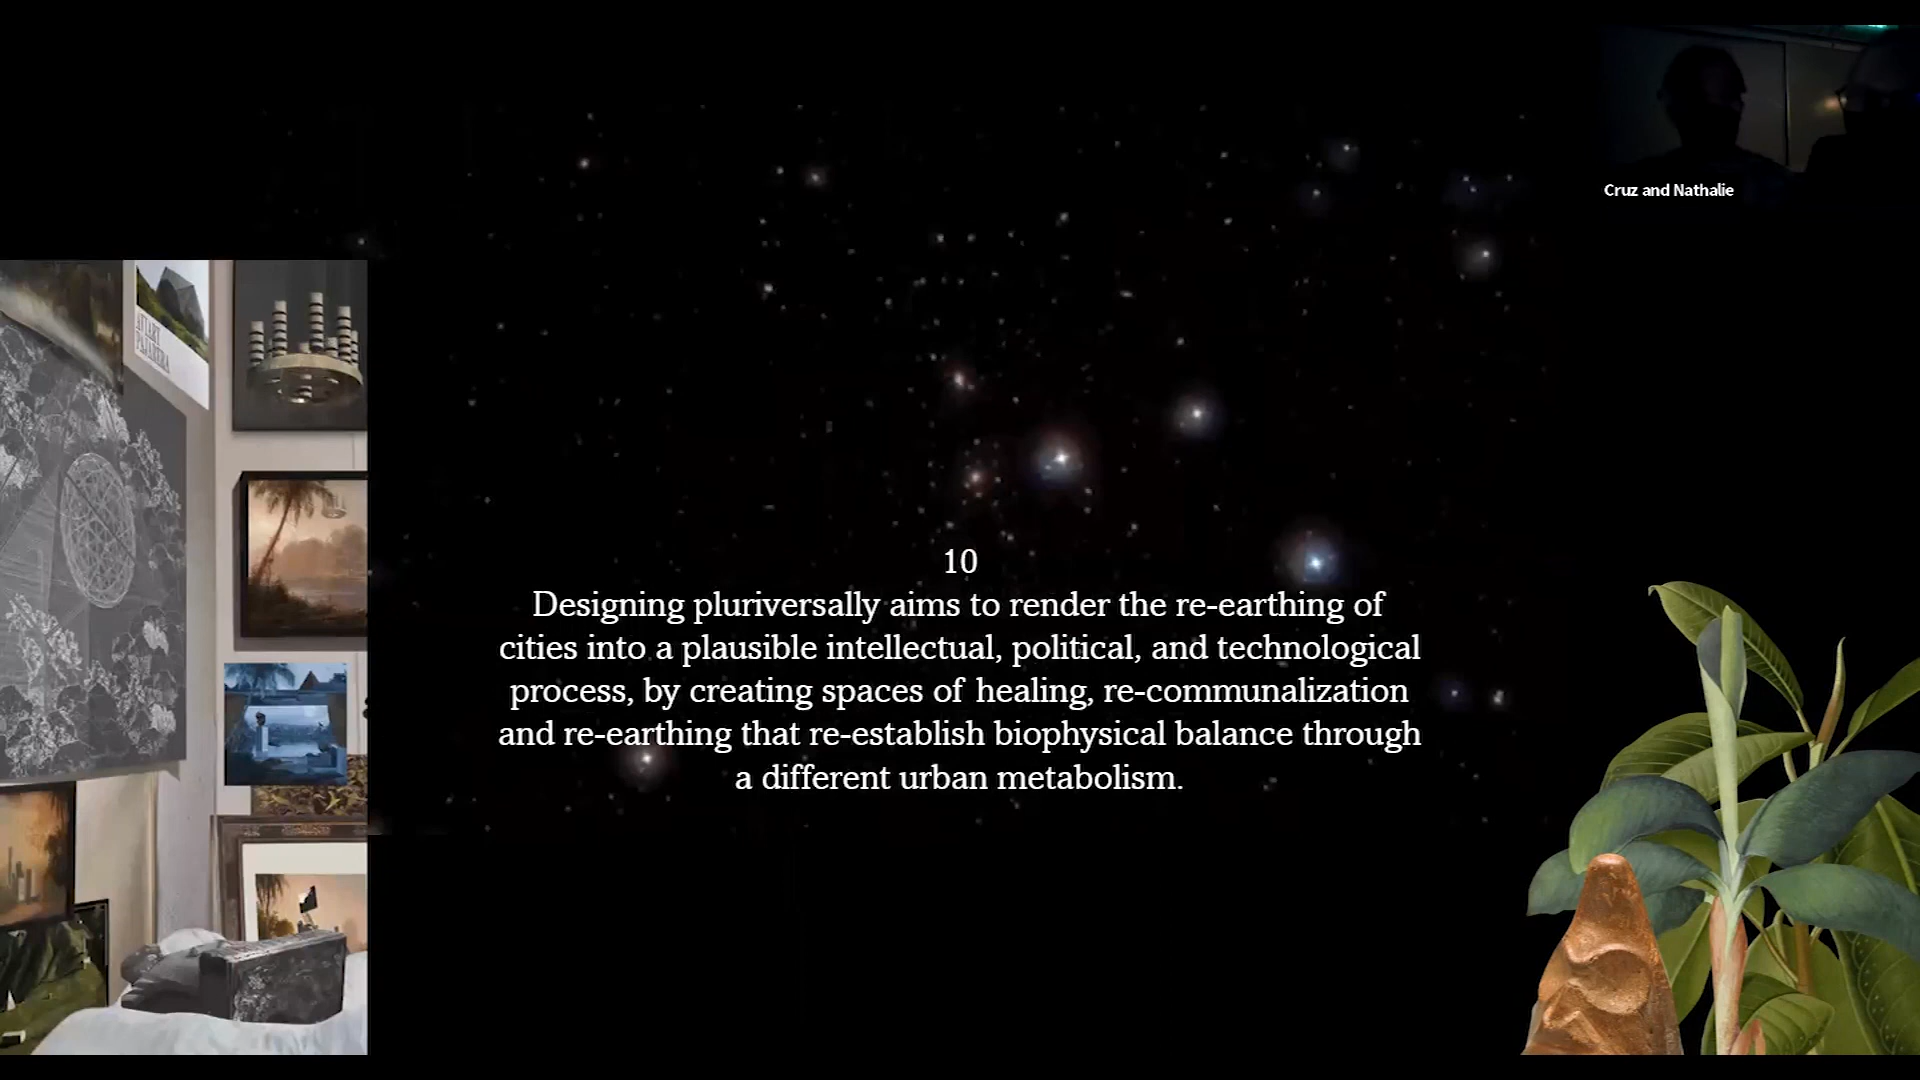 Cruz and Nathalie
10
Designing pluriversally aims to render the re-earthing of
cities into a plausible intellectual, political, and technological
process, by creating spaces of healing, re-communalization
and re-earthing that re-establish biophysical balance through
a different urban metabolism.